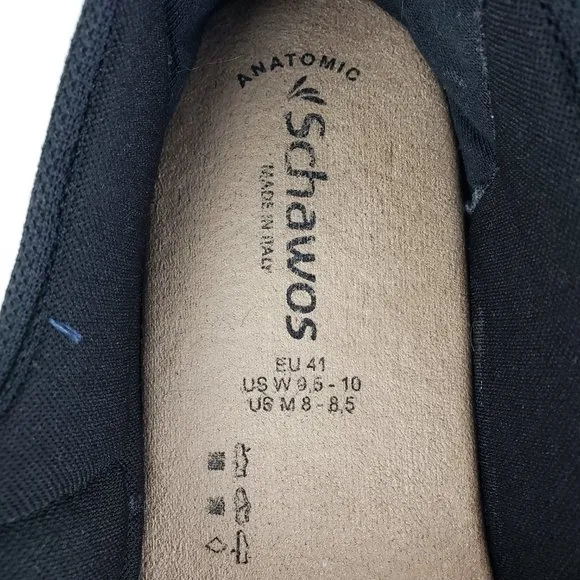 ANATOMIC
Schawos
MADE IN ITALY
EU 41
US W 9,5 - 10
US M 8 - 8,5